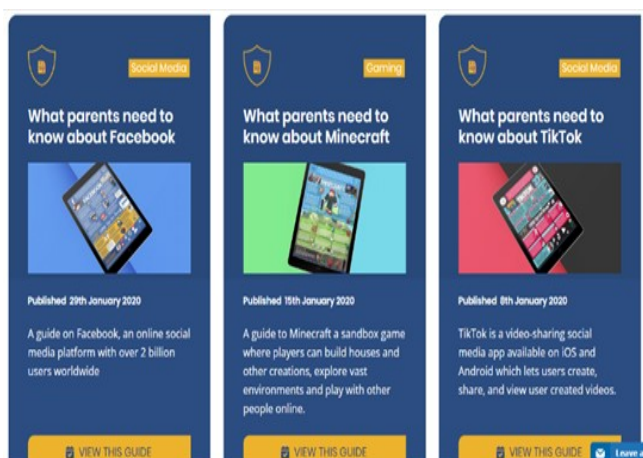 Social Media
What parents need to
know about Facebook
Published 29th January 2020
A guide on Facebook, an online social
media platform with over 2 billion
users worldwide
VIEW THIS GUIDE
Gaming
What parents need to
know about Minecraft
Published 15th January 2020
A guide to Minecraft a sandbox game
where players can build houses and
other creations, explore vast
environments and play with other
people online.
VIEW THIS GUIDE
Social Media
What parents need to
know about TikTok
Published 8th January 2020
TikTok is a video-sharing social
media app available on iOS and
Android which lets users create,
share, and view user created videos.
VIEW THIS GUIDE
Leave a